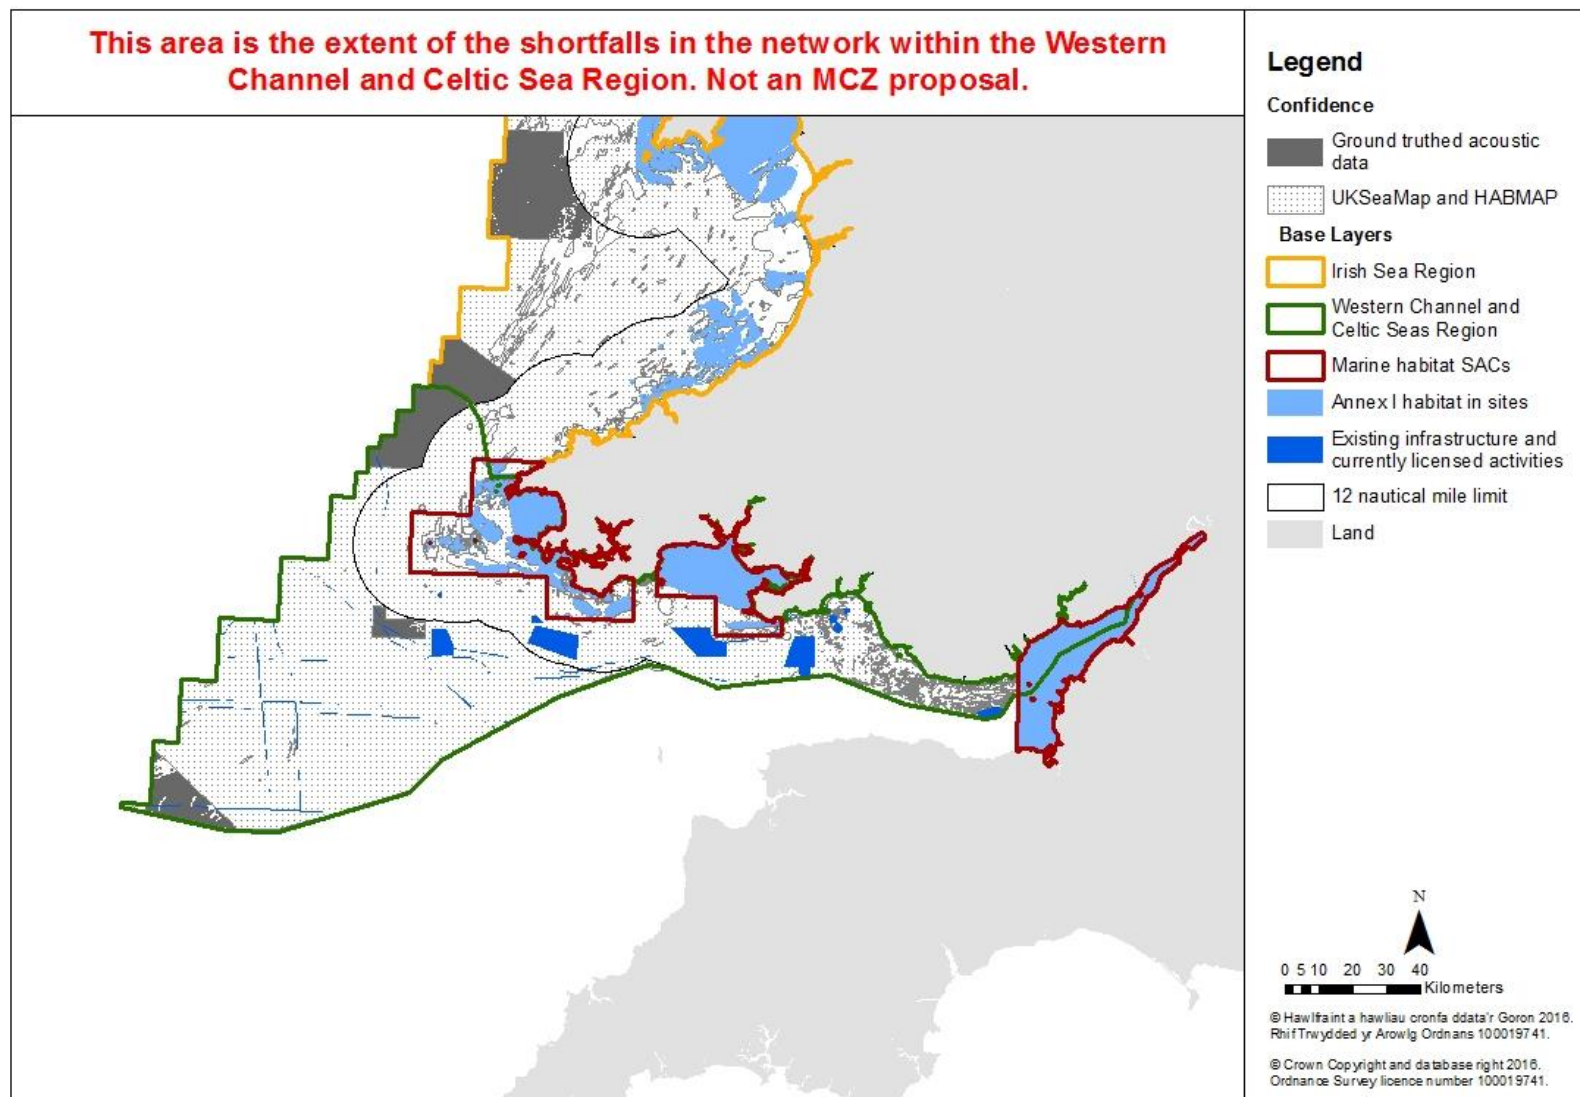 This area is the extent of the shortfalls in the network within the Western
Channel and Celtic Sea Region. Not an MCZ proposal.
Legend
Confidence
Ground truthed acoustic
data
UKSeaMap and HABMAP
Base Layers
Irish Sea Region
Western Channel and
Celtic Seas Region
Marine habitat SACs
Annex I habitat in sites
Existing infrastructure and
currently licensed activities
12 nautical mile limit
Land
N
0 5 10 20 30 40
Kilometers
© Hawlfraint a hawliau cronfa ddata'r Goron 2016.
Rhif Trwydded yr Arowlg Ordnans 100019741.
© Crown Copyright and database right 2016.
Ordnance Survey licence number 100019741.